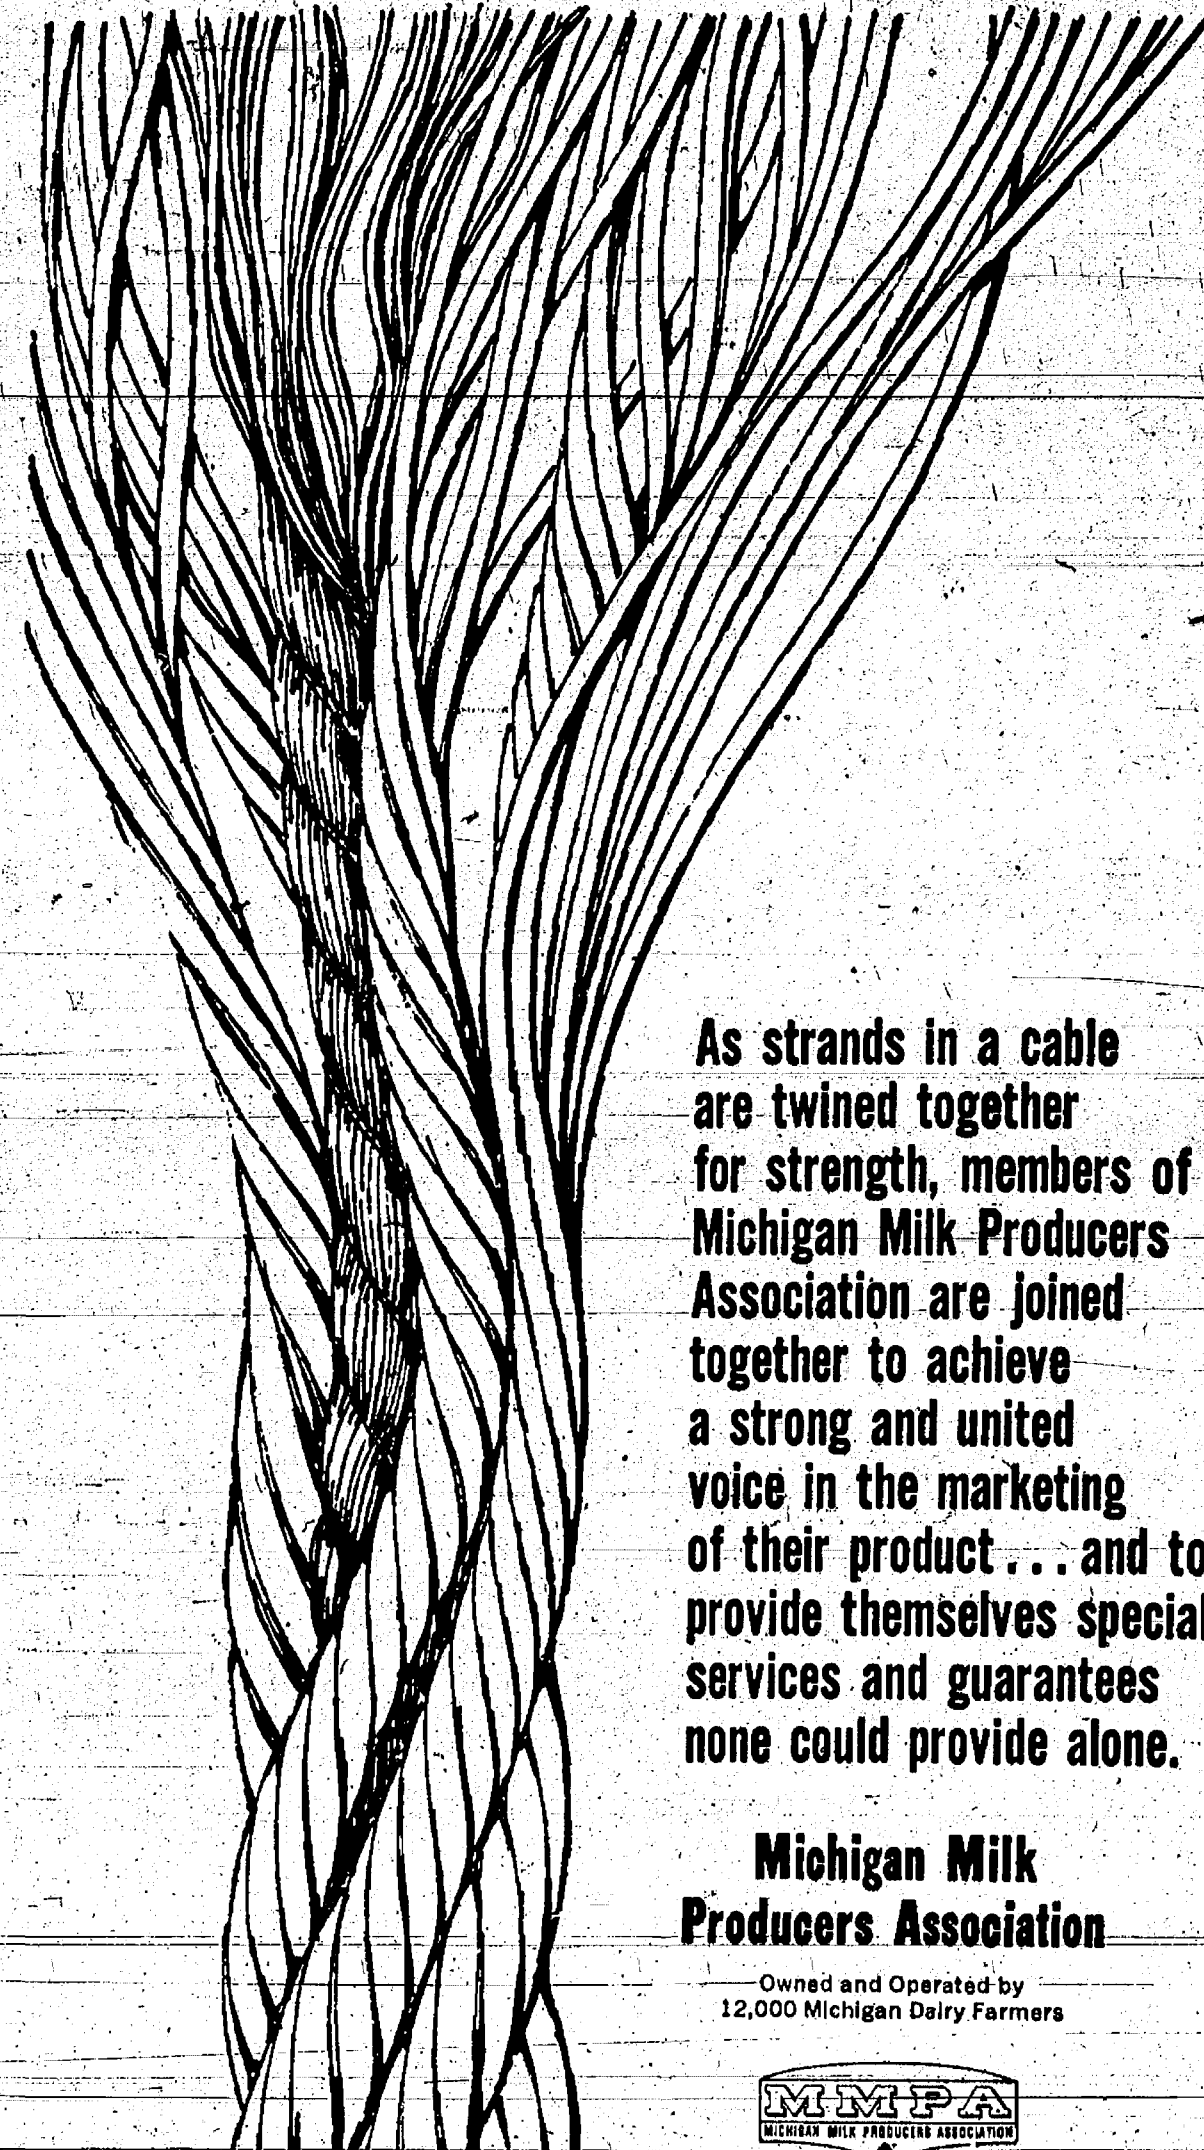 As strands in a cable
are twined together
for strength, members of
Michigan Milk Producers
Association are joined
together to achieve
a strong and united
voice in the marketing
of their product . . . and to
provide themselves special
services and guarantees
none could provide alone.
Michigan Milk
Producers Association
Owned and Operated by
12,000 Michigan Dairy Farmers
MMPA
MICHIGAN MILK PRODUCERS ASSOCIATION